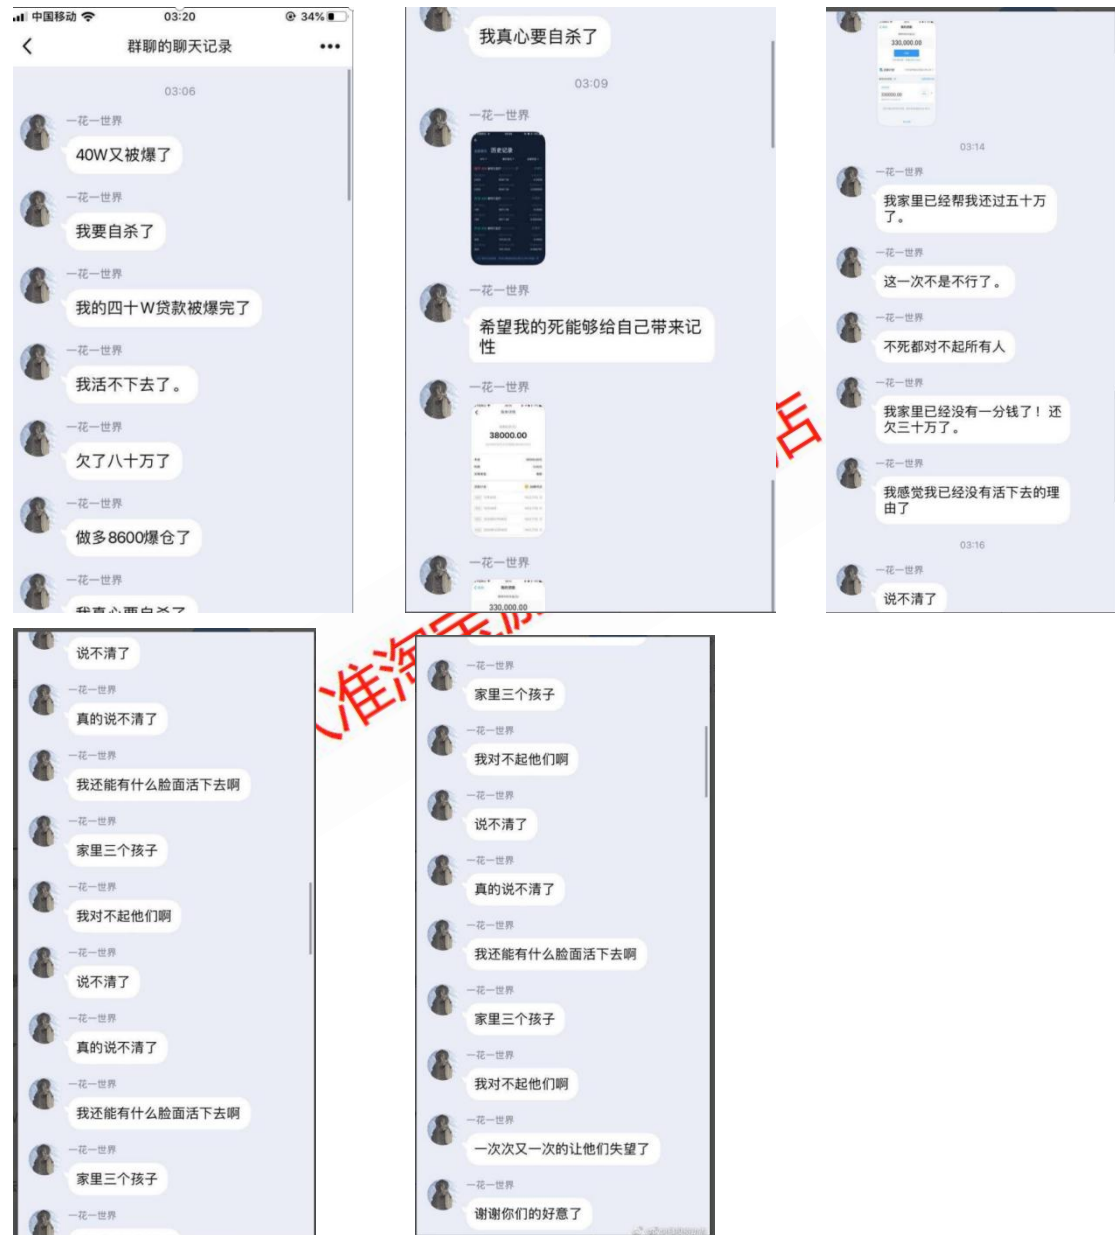 中国移动
03:20
34%
群聊的聊天记录
03:06
一花一世界
40W又被爆了
一花一世界
我要自杀了
一花一世界
我的四十W贷款被爆完了
一花一世界
我活不下去了。
一花一世界
欠了八十万了
一花一世界
做多8600爆仓了
一花一世界
我真心要自杀了
我真心要自杀了
03:09
一花一世界
历史记录
一花一世界
希望我的死能够给自己带来记
性
一花一世界
38000.00
一花一世界
330,000.00
330,000.00
03:14
一花一世界
我家里已经帮我还过五十万
了。
一花一世界
这一次不是不行了。
一花一世界
不死都对不起所有人
一花一世界
我家里已经没有一分钱了！还
欠三十万了。
一花一世界
我感觉我已经没有活下去的理
由了
03:16
一花一世界
说不清了
说不清了
一花一世界
真的说不清了
一花一世界
我还能有什么脸面活下去啊
一花一世界
家里三个孩子
一花一世界
我对不起他们啊
一花一世界
说不清了
一花一世界
真的说不清了
一花一世界
我还能有什么脸面活下去啊
一花一世界
家里三个孩子
一花一世界
一花一世界
家里三个孩子
一花一世界
我对不起他们啊
一花一世界
说不清了
一花一世界
真的说不清了
一花一世界
我还能有什么脸面活下去啊
一花一世界
家里三个孩子
一花一世界
我对不起他们啊
一花一世界
一次次又一次的让他们失望了
一花一世界
谢谢你们的好意了
准淘宝
店